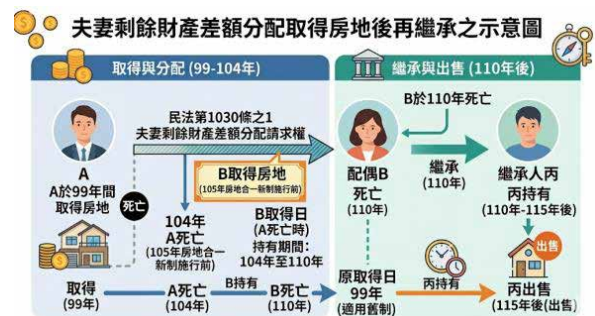 夫妻剩餘財產差額分配取得房地後再繼承之示意圖
取得與分配 (99-104年)
繼承與出售 (110年後)
民法第1030條之1
夫妻剩餘財產差額分配請求權
B於110年死亡
A
A於99年間
取得房地
死亡
B取得房地
(105年房地合一新制施行前)
104年
A死亡
(105年房地合一
新制施行前)
B取得日
(A死亡時)
持有期間:
104年至110年
配偶B
死亡
(110年)
繼承
(110年)
繼承人丙
丙持有
(110年-115年後)
出售
取得
(99年)
A死亡
(104年)
B持有
B死亡
(110年)
原取得日
99年
(適用舊制)
丙持有
丙出售
(115年後(出售)